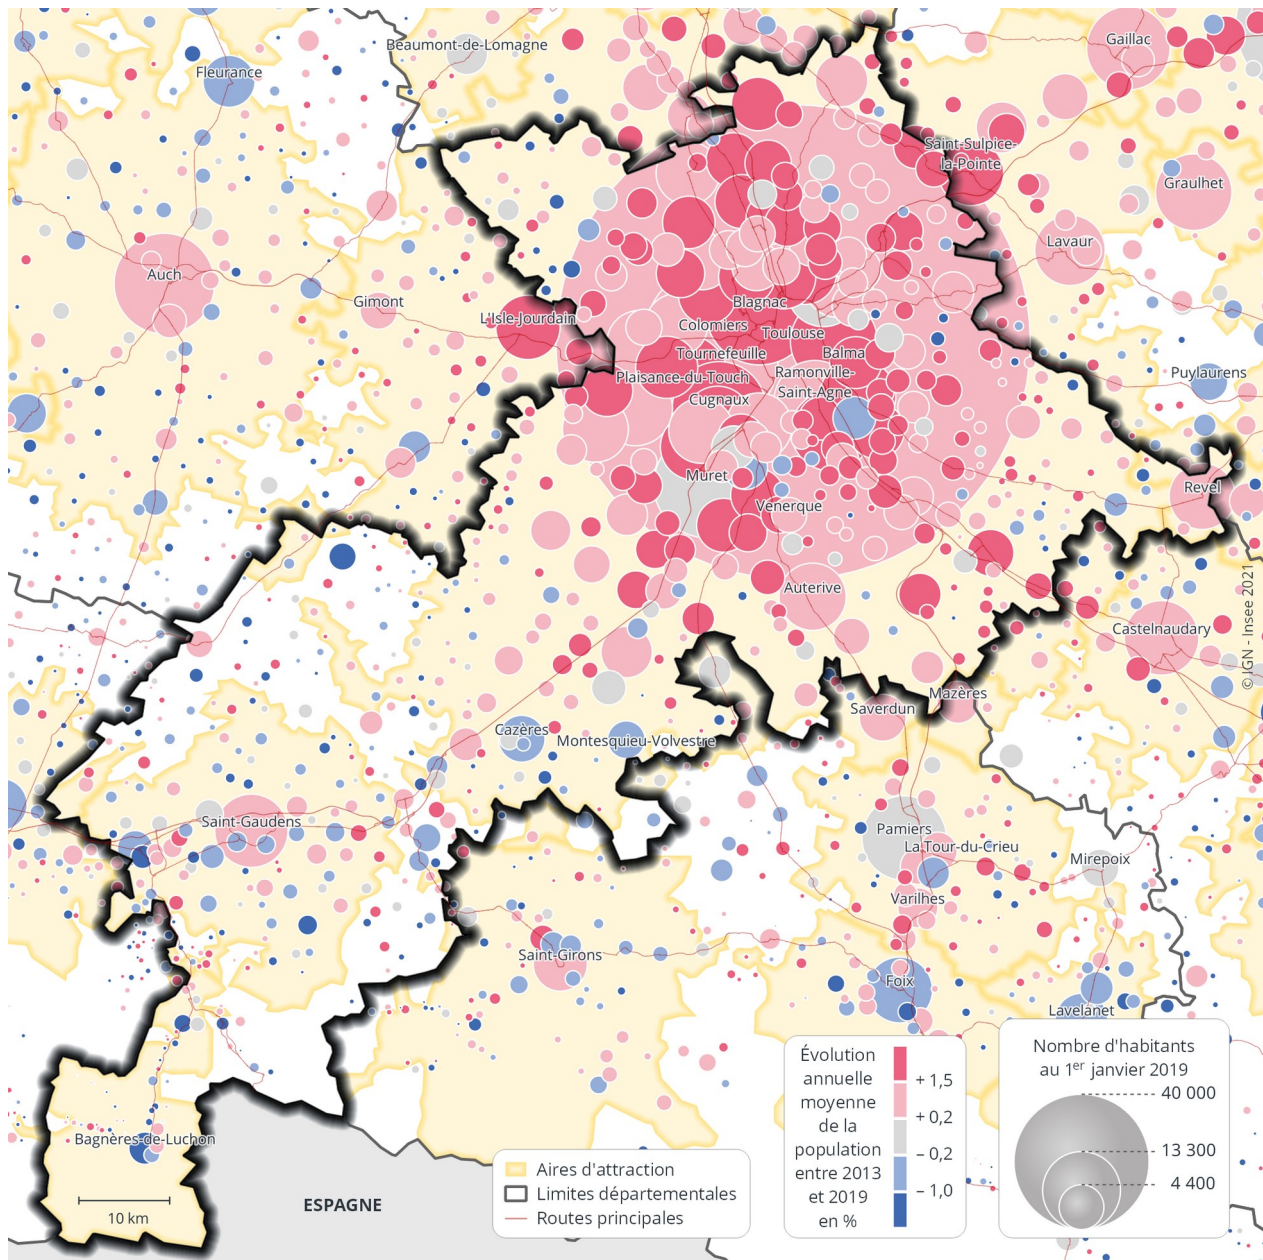 Beaumont-de-Lomagne
Gaillac
Fleurance
Saint-Sulpice-
la-Pointe
Graulhet
Lavaur
Auch
Gimont
Blagnac
L'Isle-Jourdain
Colomiers
Toulouse
Tournefeuille
Balma
Plaisance-du-Touch
Ramonville-
Saint-Agne
Puylaurens
Cugnaux
Muret
Revel
Venerque
Auterive
Castelnaudary
Mazères
Saverdun
Cazères
Montesquieu-Volvestre
Saint-Gaudens
Pamiers
La Tour-du-Crieu
Mirepoix
Varilhes
Saint-Girons
Foix
Lavelanet
Bagnères-de-Luchon
10 km
ESPAGNE
Aires d'attraction
Limites départementales
Routes principales
Évolution
annuelle
moyenne
de la
population
entre 2013
et 2019
en %
+ 1,5
+ 0,2
– 0,2
– 1,0
Nombre d'habitants
au 1er janvier 2019
40 000
13 300
4 400
© IGN - Insee 2021